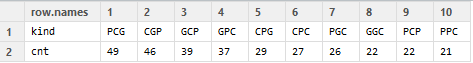 row.names 1 2 3 4 5 6 7 8 9 10
1 kind PCG CGP GCP GPC CPG CPC PGC GGC PCP PPC
2 cnt 49 46 39 37 29 27 26 22 22 21